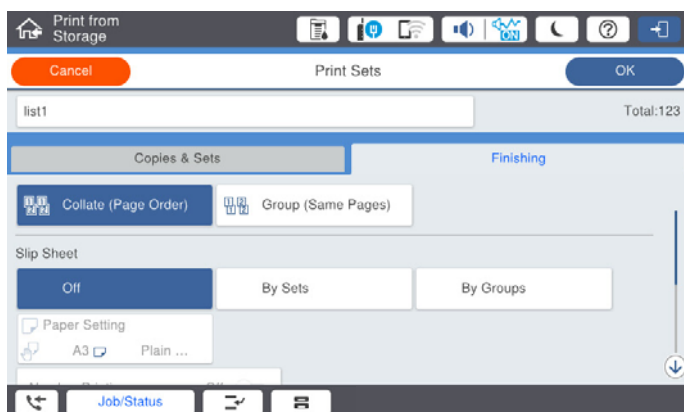 Print from
Storage
ON
Cancel
Print Sets
OK
list1
Total:123
Copies & Sets
Finishing
Collate (Page Order)
Group (Same Pages)
Slip Sheet
Off
By Sets
By Groups
Paper Setting
A3
Plain ...
Job/Status